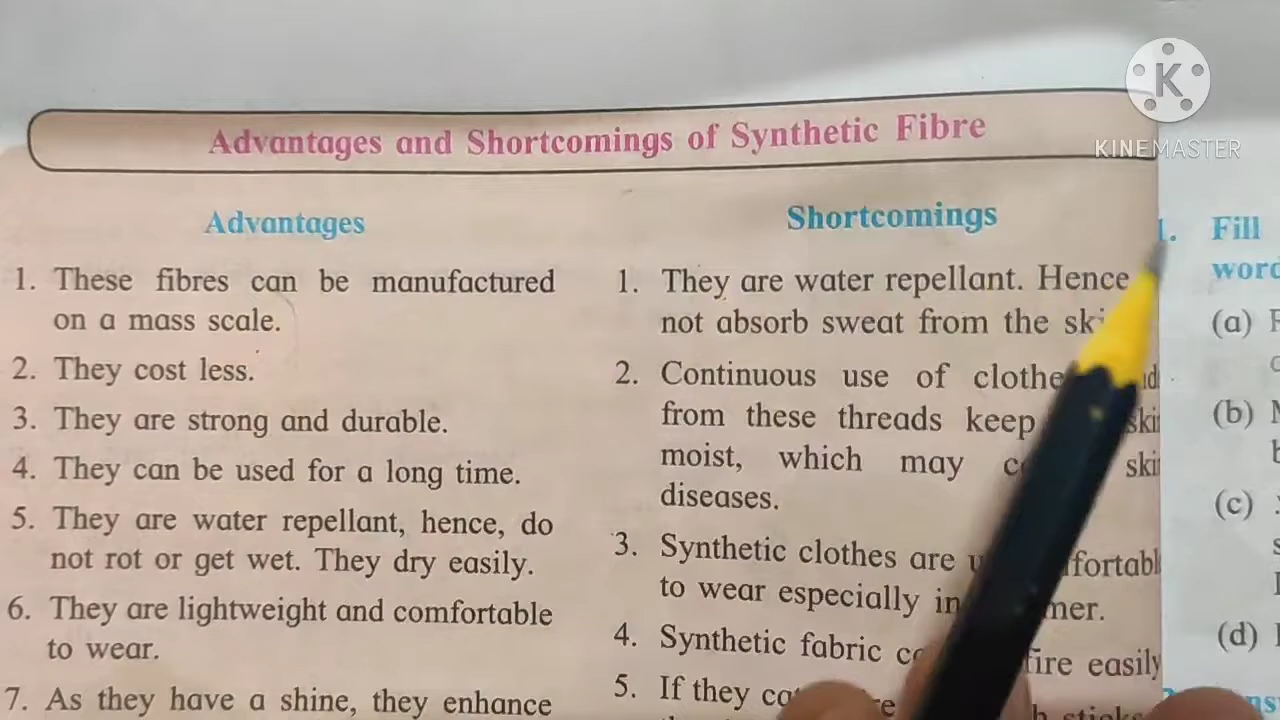 K
KINEMASTER
Advantages and Shortcomings of Synthetic Fibre
Advantages
1. These fibres can be manufactured
on a mass scale.
2. They cost less.
3. They are strong and durable.
4. They can be used for a long time.
5. They are water repellant, hence, do
not rot or get wet. They dry easily.
6. They are lightweight and comfortable
to wear.
7. As they have a shine, they enhance
Shortcomings
1. They are water repellant. Hence
not absorb sweat from the
2. Continuous use of
from these threads keep
moist, which may
diseases.
3. Synthetic clothes are
to wear especially in
4. Synthetic fabric fire easily
5. If they
1. Fill
(a)
(b)
(c)
(d)